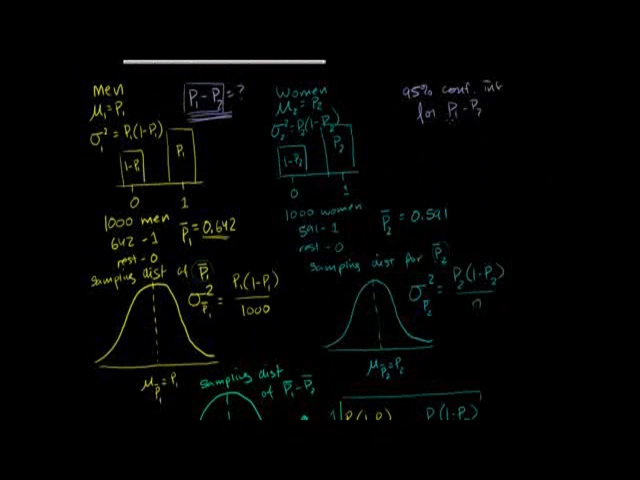 Men
μ₁=P₁
σ₁²=P₁(1-P₁)
1-P₁
P₁
0 1
1000 men
642 - 1
rest - 0
P̄₁ = 0.642
P₁ - P₂ = ?
Women
μ₂=P₂
σ₂²=P₂(1-P₂)
1-P₂
P₂
0 1
1000 women
591 - 1
rest - 0
P̄₂ = 0.591
95% conf. int
for P₁-P₂
Sampling dist of P̄₁
σ²P̄₁ = P₁(1-P₁)
1000
μP̄₁=P₁
Sampling dist for P̄₂
σ²P̄₂ = P₂(1-P₂)
μP̄₂=P₂
Sampling dist
of P̄₁-P̄₂